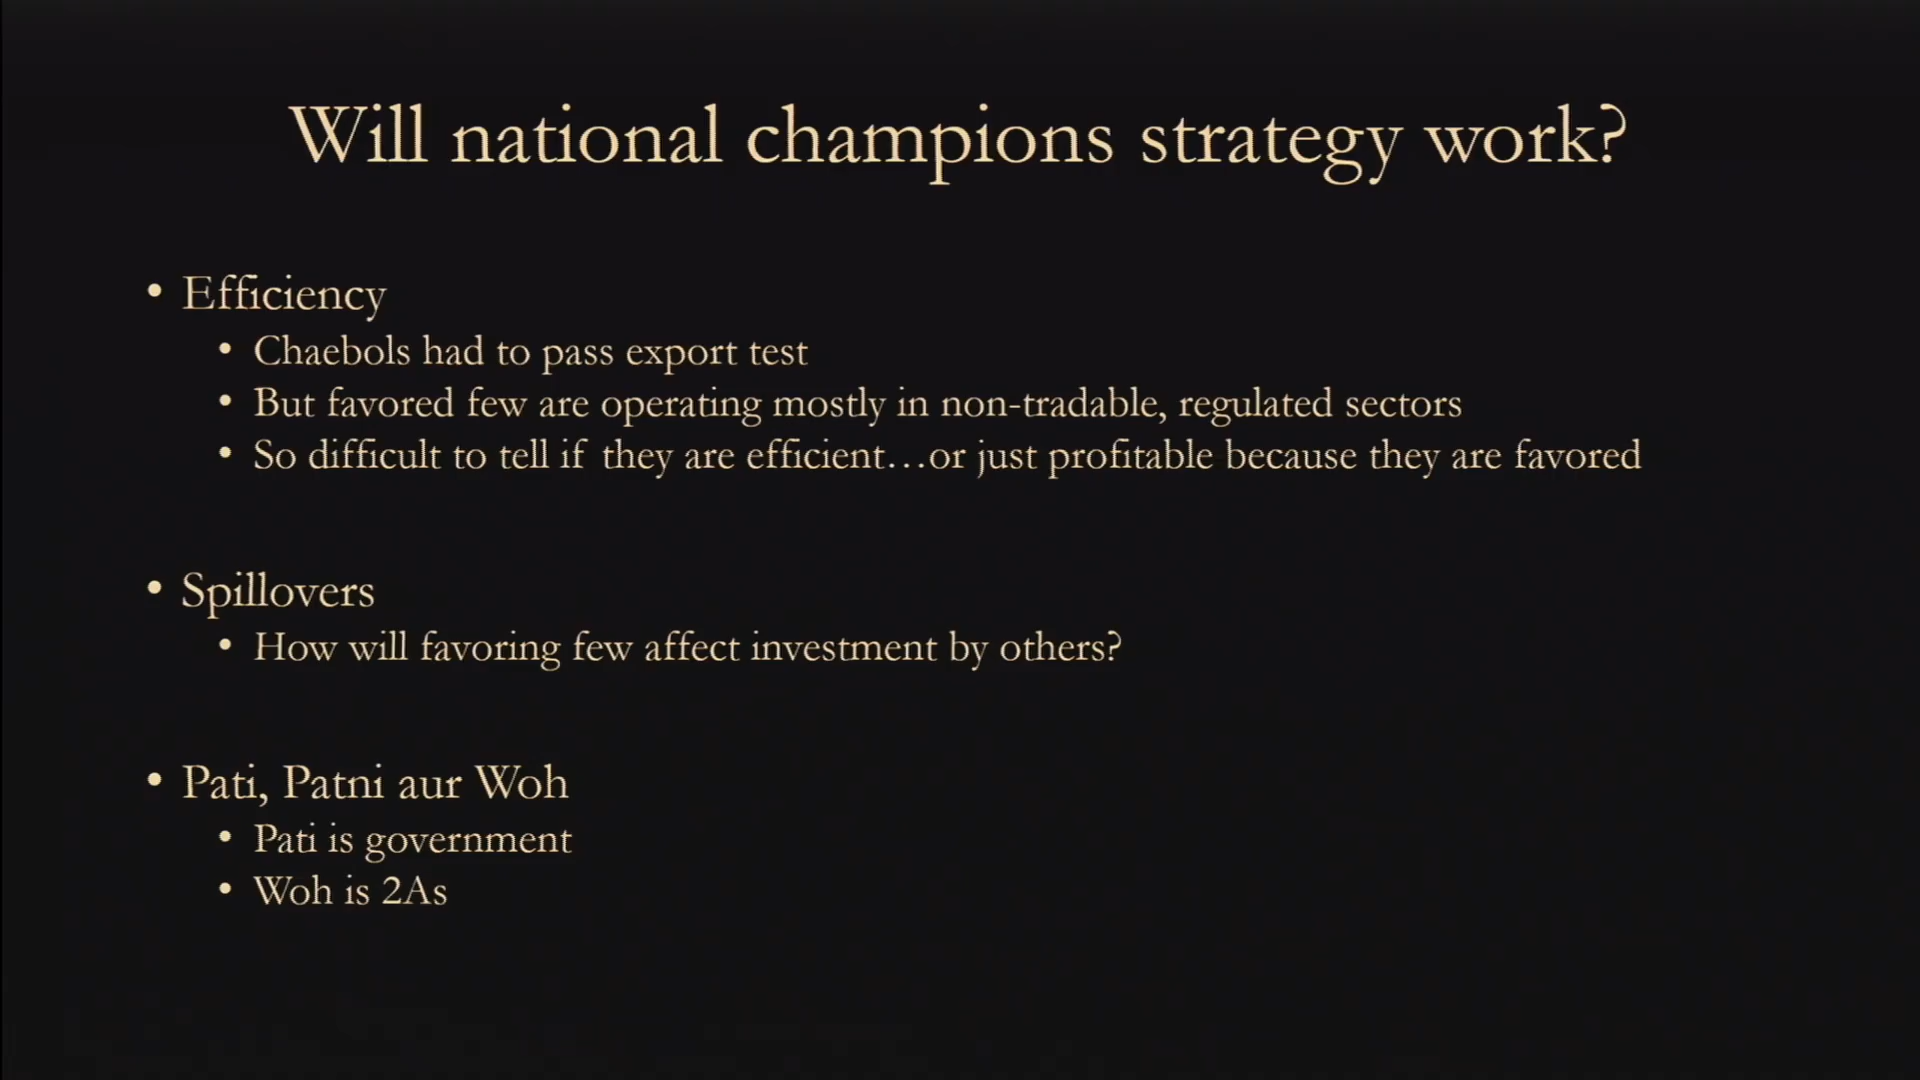 Will national champions strategy work?
• Efficiency
• Chaebols had to pass export test
• But favored few are operating mostly in non-tradable, regulated sectors
• So difficult to tell if they are efficient…or just profitable because they are favored
• Spillovers
• How will favoring few affect investment by others?
• Pati, Patni aur Woh
• Pati is government
• Woh is 2As